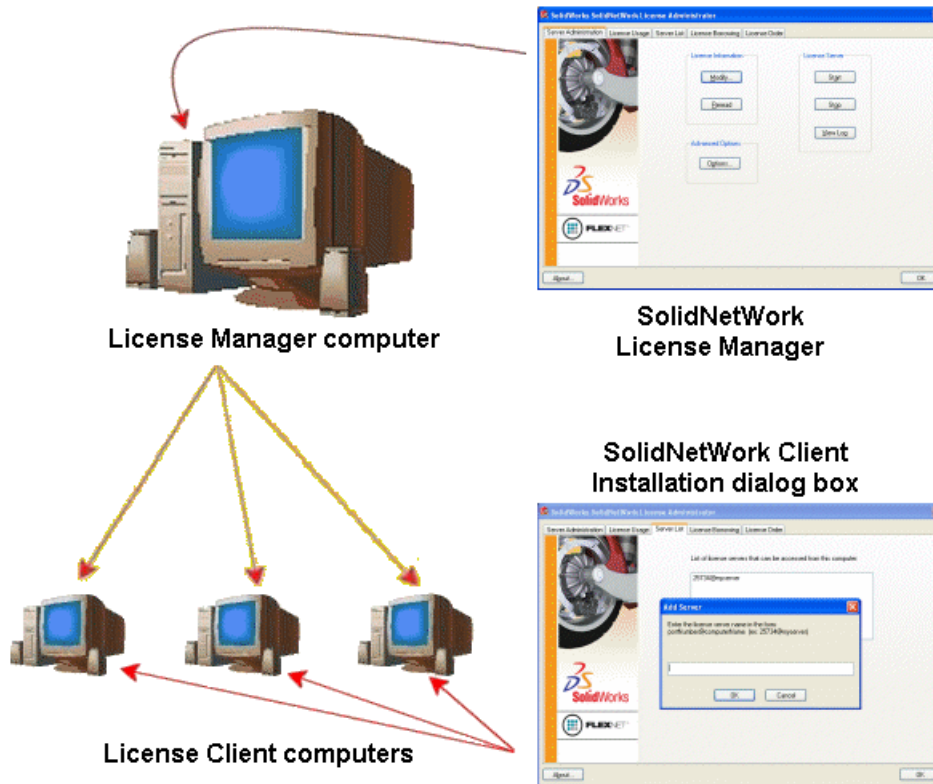 SolidWorks SolidNetWork License Administrator
Server Administration License Usage Server List License Borrowing License Order
License Information
License Server
Modify...
Start
Reread
Stop
View Log
Advanced Options
Options...
SolidWorks
FLEXNET
About...
OK
License Manager computer
SolidNetWork
License Manager
SolidNetWork Client
Installation dialog box
SolidWorks SolidNetWork License Administrator
Server Administration License Usage Server List License Borrowing License Order
List of license servers that can be accessed from this computer
25734@myserver
Add Server
Enter the license server name in the form
portNumber@computerName (ex: 25734@myserver)
OK Cancel
SolidWorks
FLEXNET
About...
OK
License Client computers